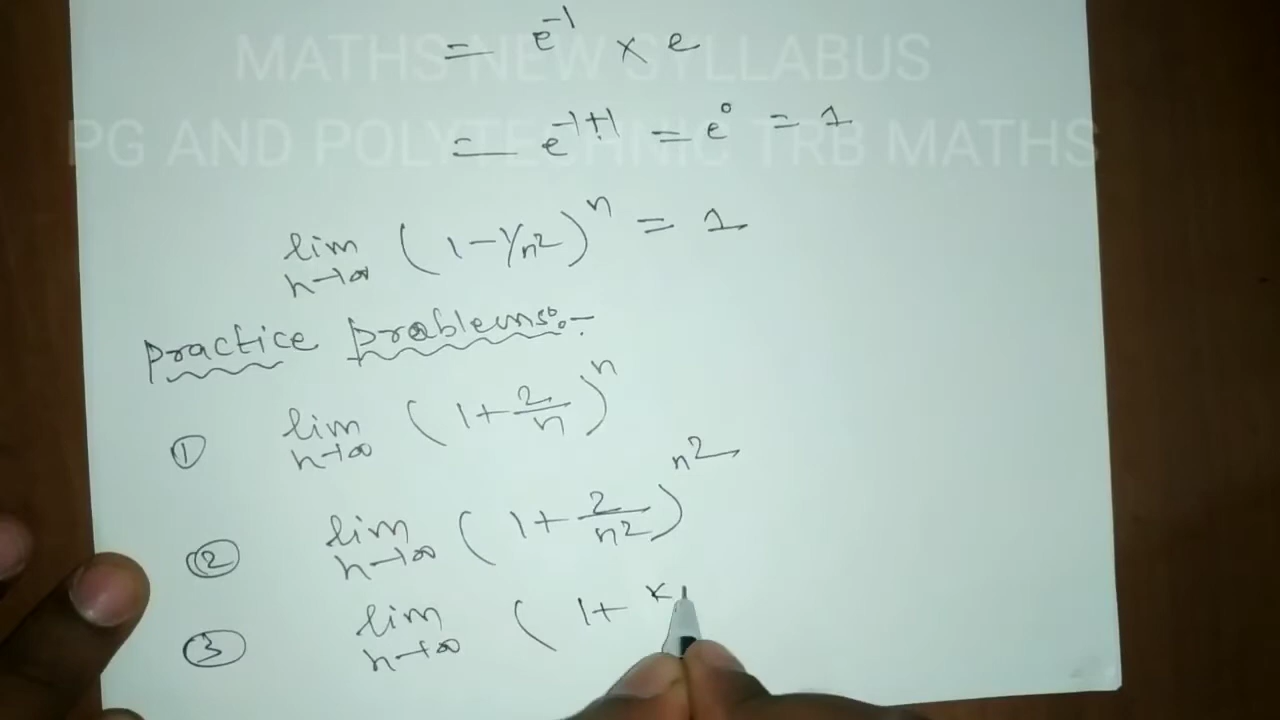 = e⁻¹ × e
MATHS NEW SYLLABUS
= e⁻¹⁺¹ = e⁰ = 1
PG AND POLYTECHNIC TRB MATHS
lim n→∞ (1 - 1/n²)ⁿ = 1
Practice problems:-
① lim n→∞ (1 + 2/n)ⁿ
② lim n→∞ (1 + 2/n²)^n²
③ lim n→∞ ( 1 +